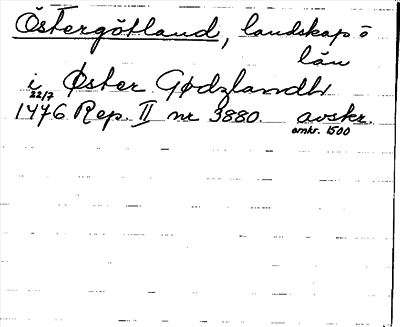 Östergötland, landskap o
län
i Øster Gødzlandh
22/7
1476 Rep. II nr 3880. avskr.
omkr. 1500